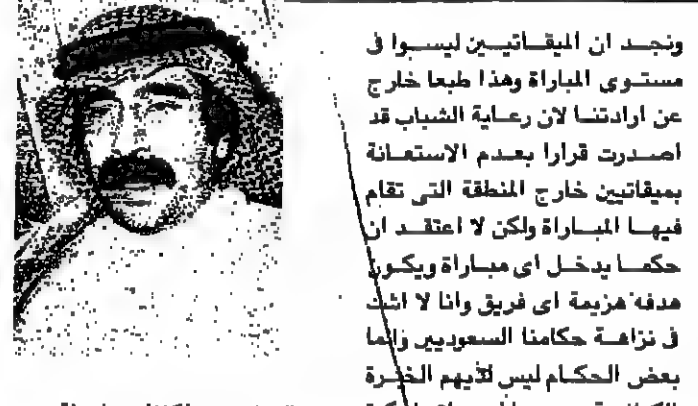 ونجد ان الميقاتيين ليسوا فى
مستوى المباراة وهذا طبعا خارج
عن ارادتنا لان رعاية الشباب قد
اصدرت قرارا بعدم الاستعانة
بميقاتيين خارج المنطقة التى تقام
فيها المباراة ولكن لا اعتقد ان
حكما يدخل اى مباراة ويكون
هدفه هزيمة اى فريق وانا لا اشك
فى نزاهة حكامنا السعوديين وانما
بعض الحكام ليس لديهم الخبرة